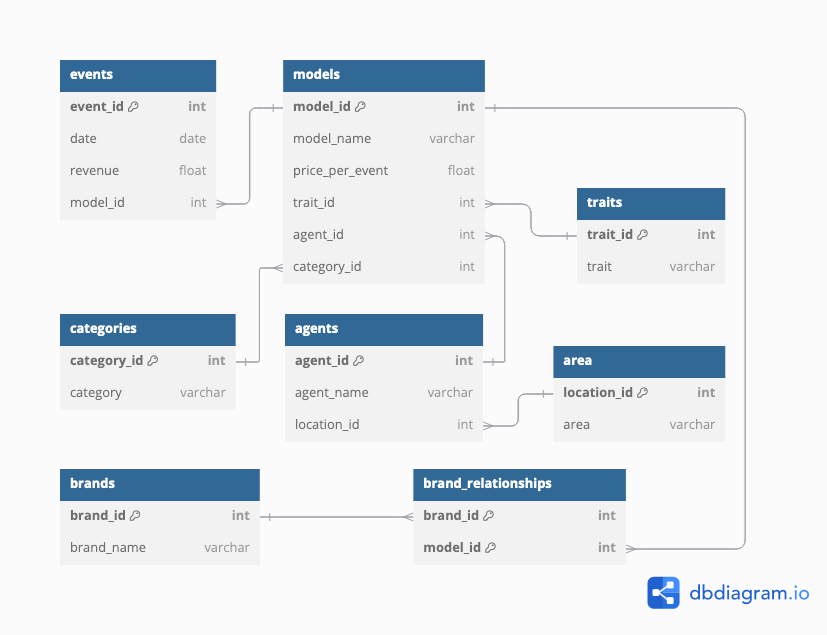 events
event_id int
date date
revenue float
model_id int
models
model_id int
model_name varchar
price_per_event float
trait_id int
agent_id int
category_id int
traits
trait_id int
trait varchar
categories
category_id int
category varchar
agents
agent_id int
agent_name varchar
location_id int
area
location_id int
area varchar
brands
brand_id int
brand_name varchar
brand_relationships
brand_id int
model_id int
dbdiagram.io